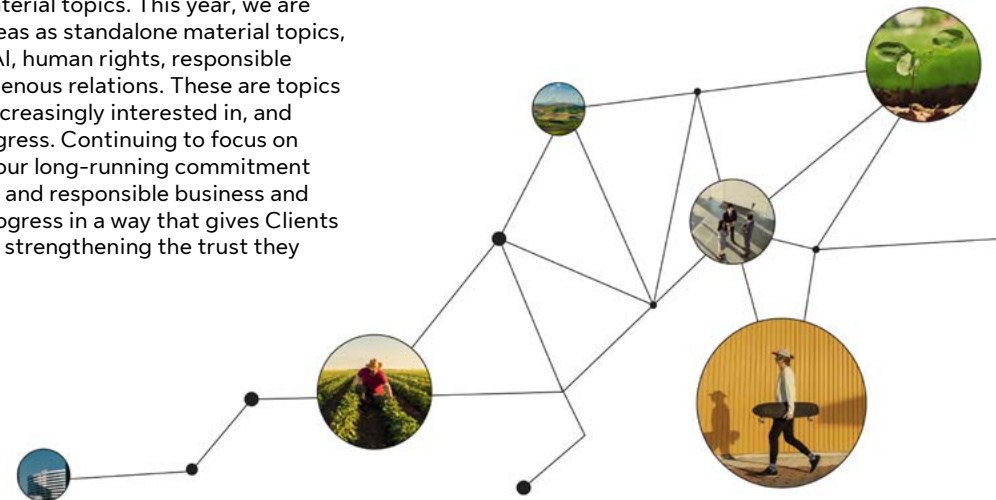 aterial topics. This year, we are
eas as standalone material topics,
AI, human rights, responsible
enous relations. These are topics
creasingly interested in, and
gress. Continuing to focus on
our long-running commitment
and responsible business and
ogress in a way that gives Clients
strengthening the trust they